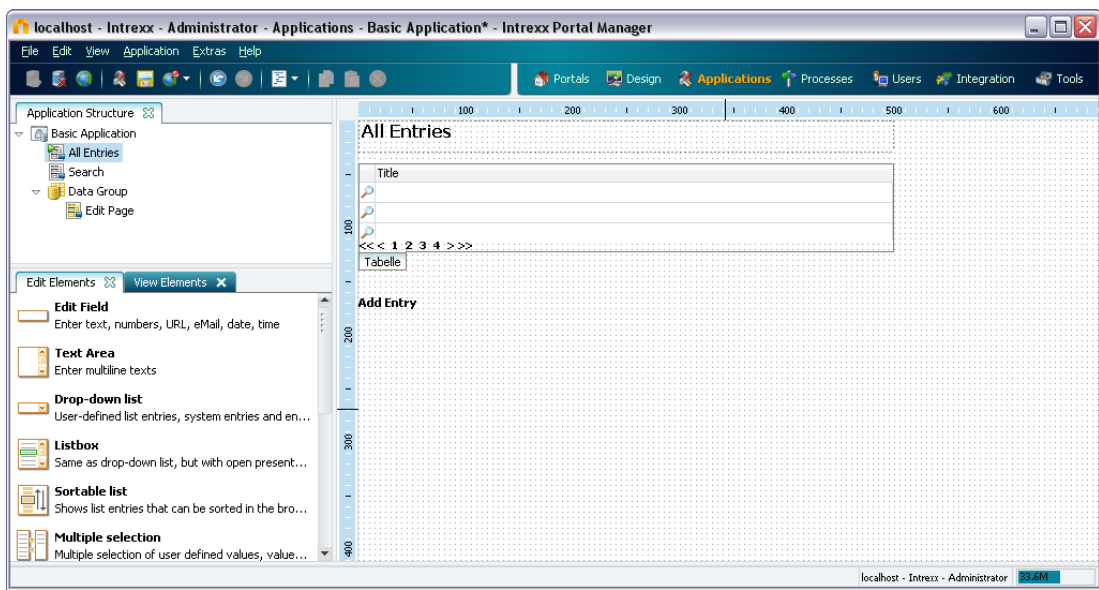 localhost - Intrexx - Administrator - Applications - Basic Application* - Intrexx Portal Manager
File Edit View Application Extras Help
Portals Design Applications Processes Users Integration Tools
Application Structure
Basic Application
All Entries
Search
Data Group
Edit Page
Edit Elements View Elements
Edit Field
Enter text, numbers, URL, eMail, date, time
Text Area
Enter multiline texts
Drop-down list
User-defined list entries, system entries and en...
Listbox
Same as drop-down list, but with open present...
Sortable list
Shows list entries that can be sorted in the bro...
Multiple selection
Multiple selection of user defined values, value...
100 200 300 400 500 600
100
200
300
400
All Entries
Title
<< < 1 2 3 4 > >>
Tabelle
Add Entry
localhost - Intrexx - Administrator 33.6M